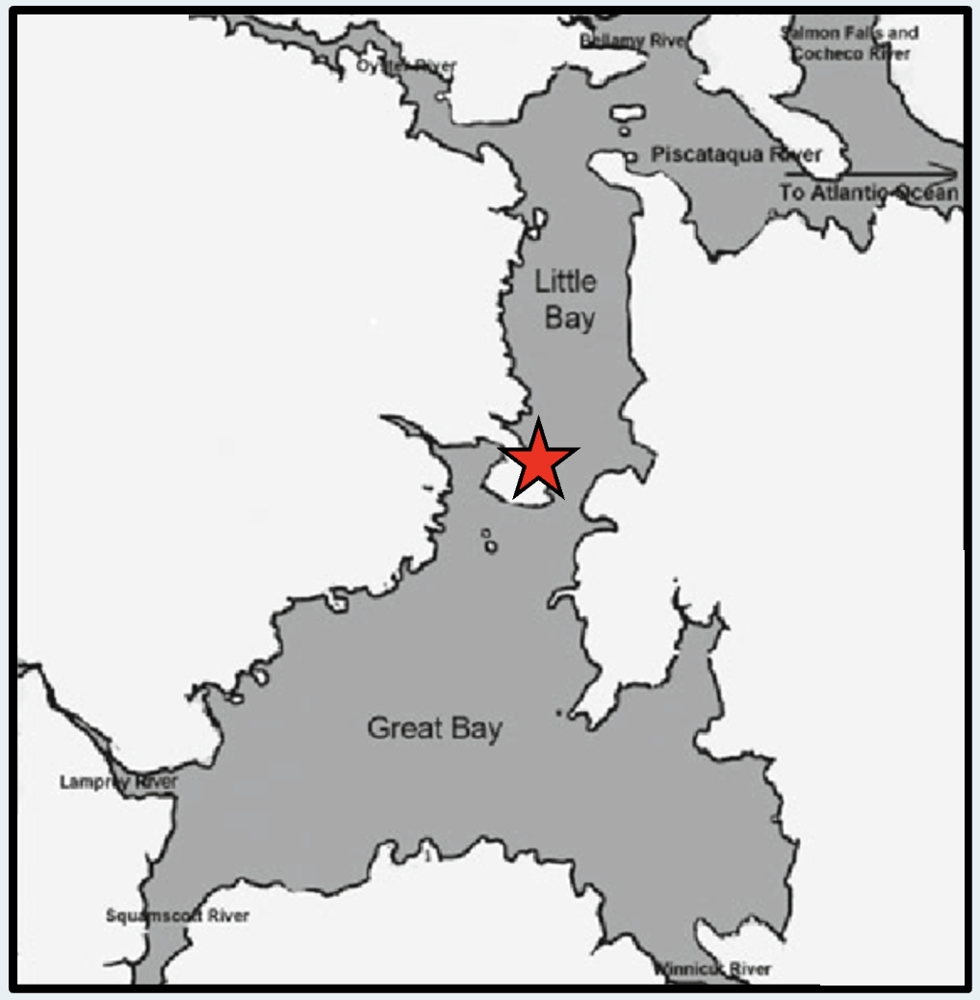 Bellamy River
Salmon Falls and
Cocheco River
Oyster River
Piscataqua River
To Atlantic Ocean
Little
Bay
Great Bay
Lamprey River
Squamscott River
Winnicut River